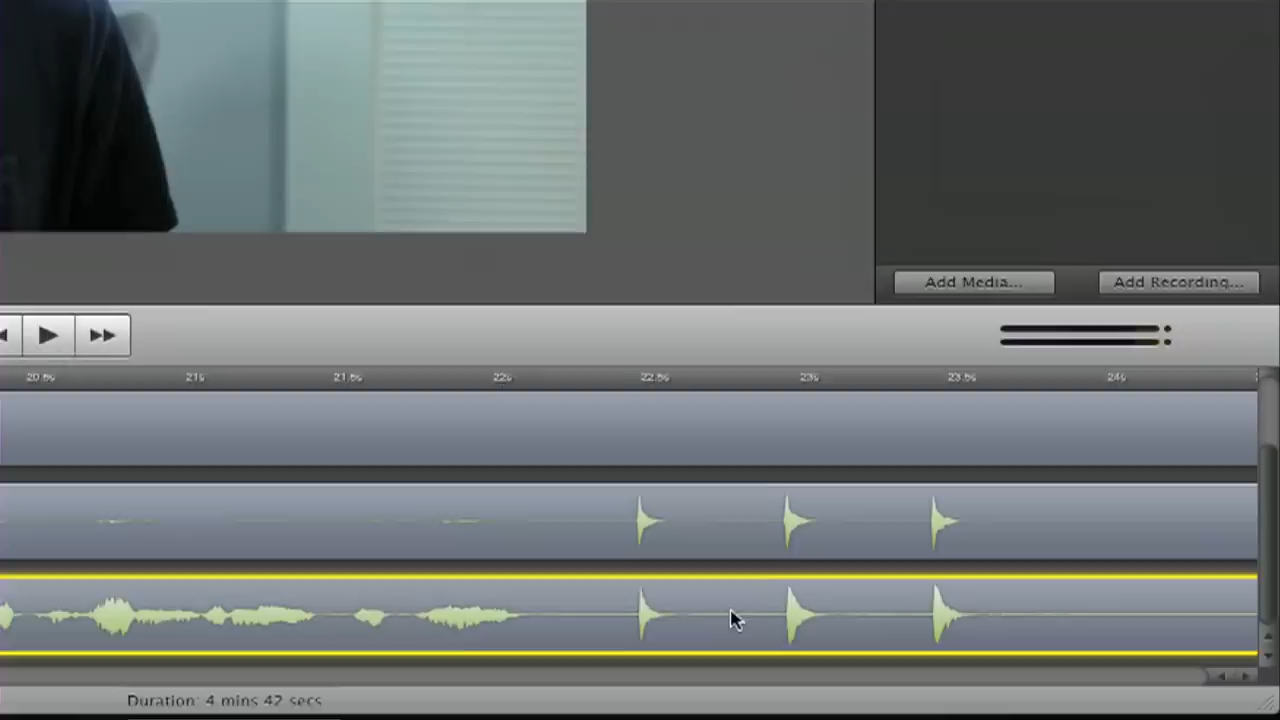 Add Media...
Add Recording...
20.5s 21s 21.5s 22s 22.5s 23s 23.5s 24s
Duration: 4 mins 42 secs